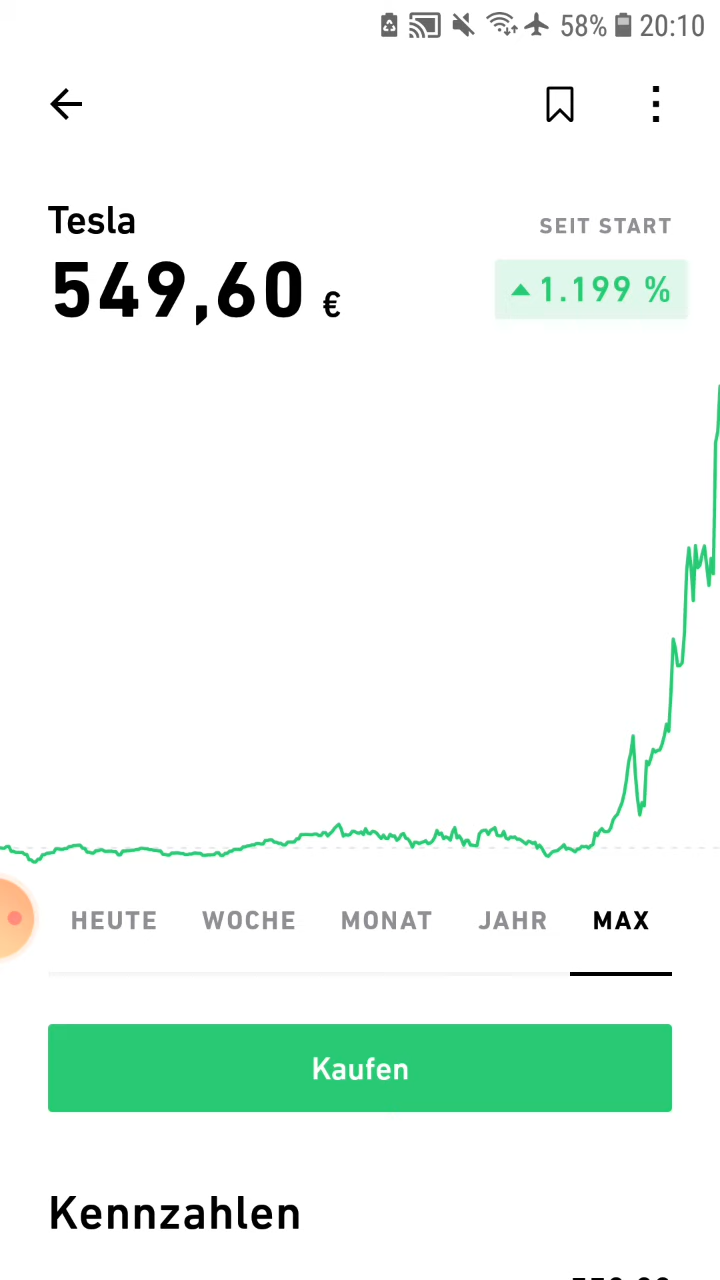 58% 20:10
Tesla
SEIT START
549,60 €
1.199 %
HEUTE WOCHE MONAT JAHR MAX
Kaufen
Kennzahlen